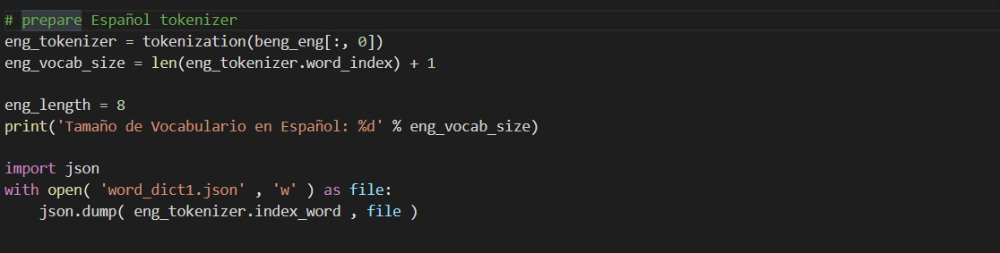 # prepare Español tokenizer
eng_tokenizer = tokenization(beng_eng[:, 0])
eng_vocab_size = len(eng_tokenizer.word_index) + 1
eng_length = 8
print('Tamaño de Vocabulario en Español: %d' % eng_vocab_size)
import json
with open( 'word_dict1.json' , 'w' ) as file:
    json.dump( eng_tokenizer.index_word , file )